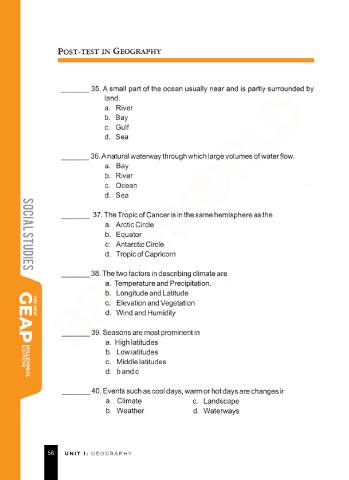 POST-TEST IN GEOGRAPHY
_______ 35. A small part of the ocean usually near and is partly surrounded by
land.
a. River
b. Bay
c. Gulf
d. Sea
_______ 36. A natural waterway through which large volumes of water flow.
a. Bay
b. River
c. Ocean
d. Sea
_______ 37. The Tropic of Cancer is in the same hemisphere as the
a. Arctic Circle
b. Equator
c. Antarctic Circle
d. Tropic of Capricorn
_______ 38. The two factors in describing climate are
a. Temperature and Precipitation.
b. Longitude and Latitude
c. Elevation and Vegetation
d. Wind and Humidity
_______ 39. Seasons are most prominent in
a. High latitudes
b. Low latitudes
c. Middle latitudes
d. b and c
_______ 40. Events such as cool days, warm or hot days are changes ir
a. Climate c. Landscape
b. Weather d. Waterways
SOCIAL STUDIES
THE NEW
GEAP
MILLENNIAL
EDITION
56 UNIT 1: GEOGRAPHY